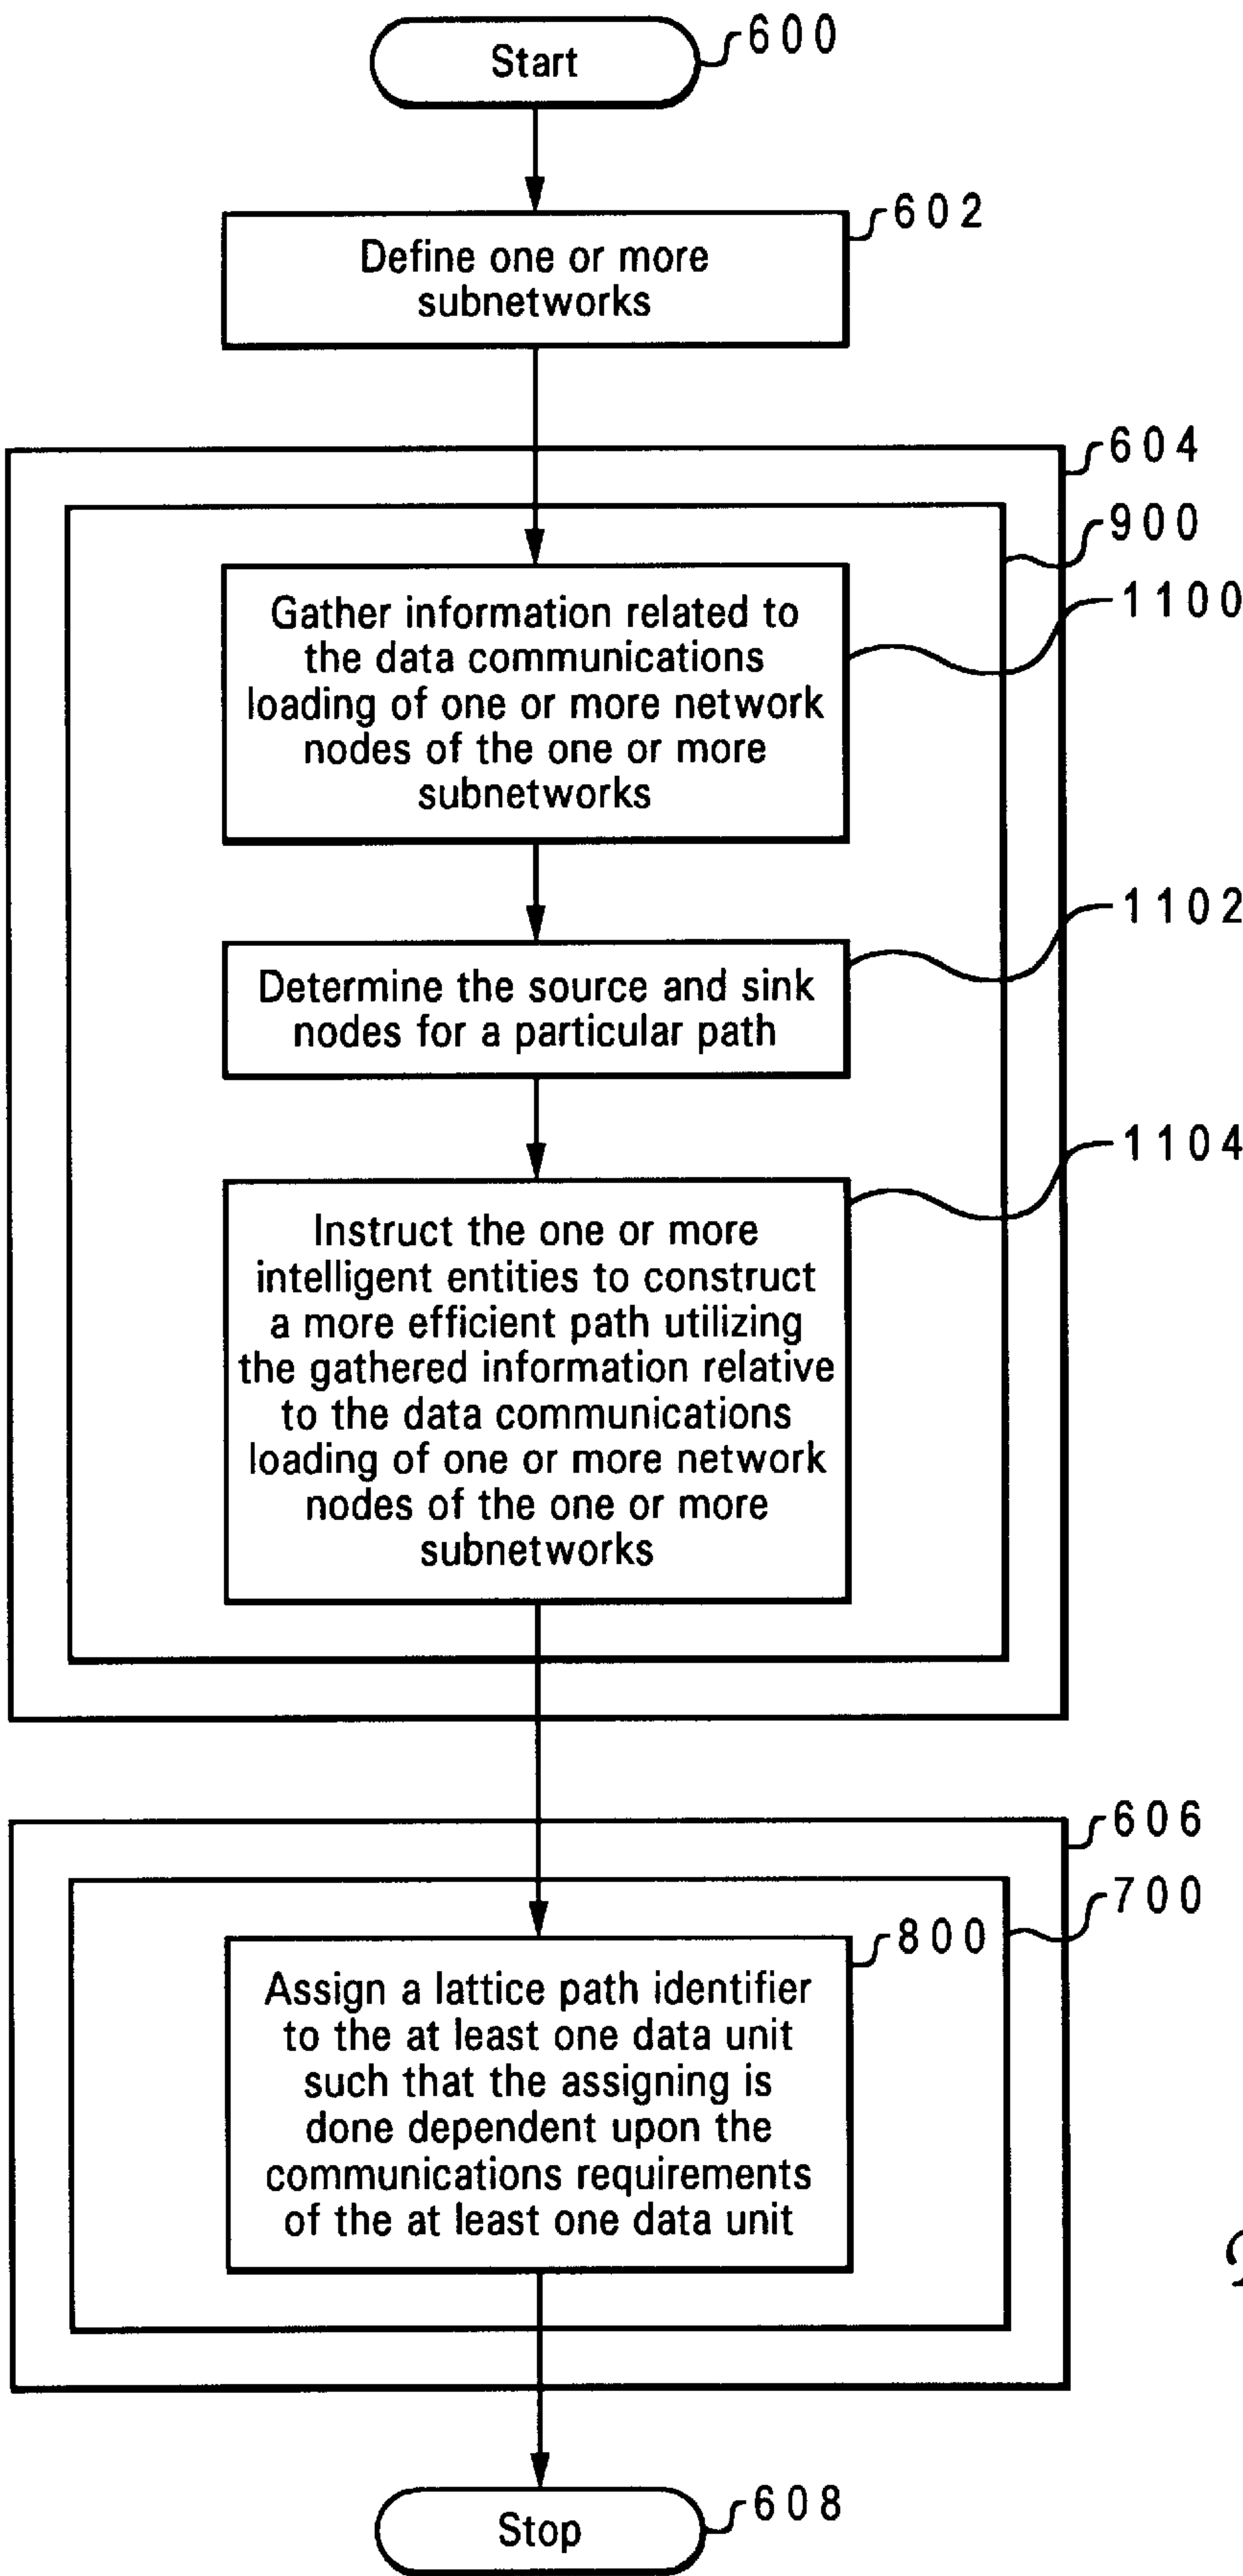 Start
600
602
Define one or more
subnetworks
604
900
1100
Gather information related to
the data communications
loading of one or more network
nodes of the one or more
subnetworks
1102
Determine the source and sink
nodes for a particular path
1104
Instruct the one or more
intelligent entities to construct
a more efficient path utilizing
the gathered information relative
to the data communications
loading of one or more network
nodes of the one or more
subnetworks
606
700
800
Assign a lattice path identifier
to the at least one data unit
such that the assigning is
done dependent upon the
communications requirements
of the at least one data unit
Stop
608